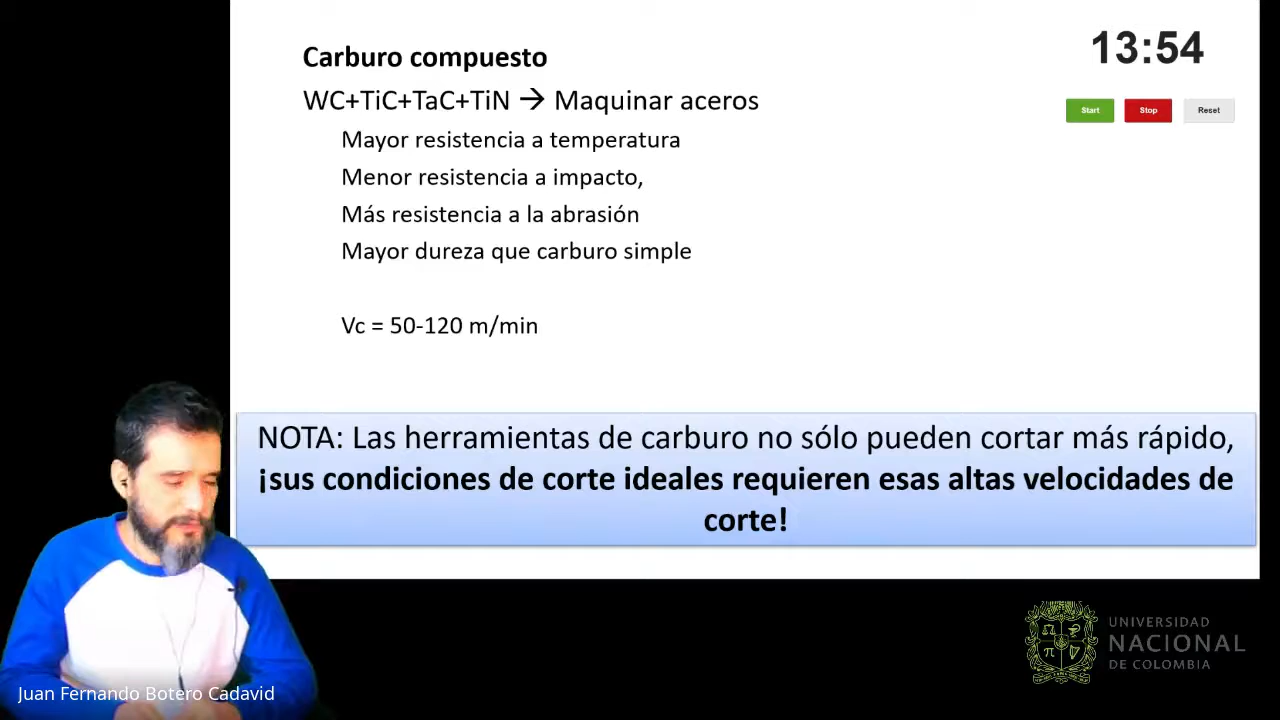 Carburo compuesto
WC+TiC+TaC+TiN → Maquinar aceros
Mayor resistencia a temperatura
Menor resistencia a impacto,
Más resistencia a la abrasión
Mayor dureza que carburo simple
Vc = 50-120 m/min
13:54
Start Stop Reset
NOTA: Las herramientas de carburo no sólo pueden cortar más rápido,
¡sus condiciones de corte ideales requieren esas altas velocidades de
corte!
UNIVERSIDAD
NACIONAL
DE COLOMBIA
Juan Fernando Botero Cadavid